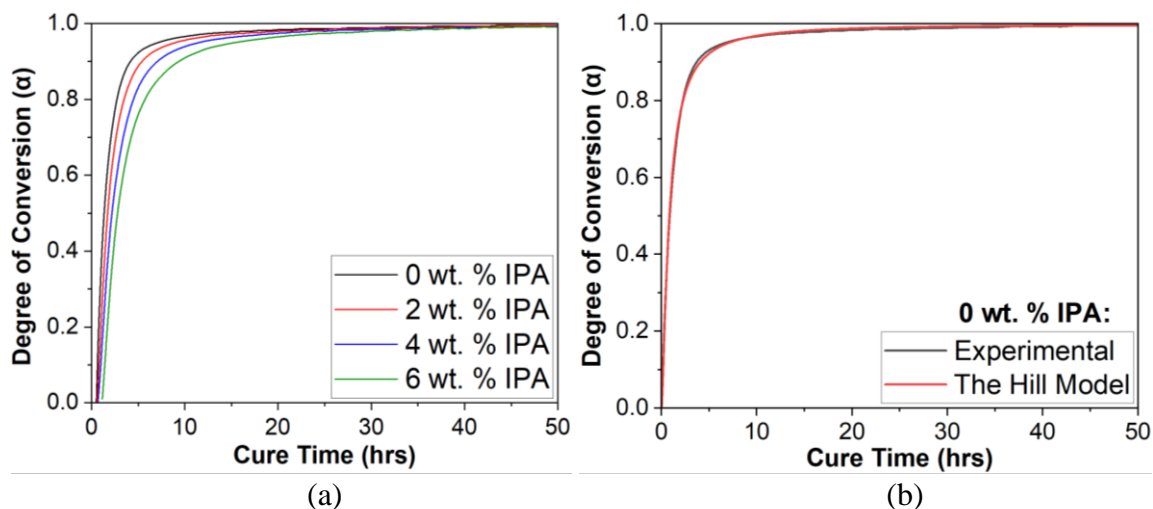 1.0
0.8
0.6
0.4
0.2
0.0
Degree of Conversion (α)
0 wt. % IPA
2 wt. % IPA
4 wt. % IPA
6 wt. % IPA
0 10 20 30 40 50
Cure Time (hrs)
(a)
1.0
0.8
0.6
0.4
0.2
0.0
Degree of Conversion (α)
0 wt. % IPA:
Experimental
The Hill Model
0 10 20 30 40 50
Cure Time (hrs)
(b)